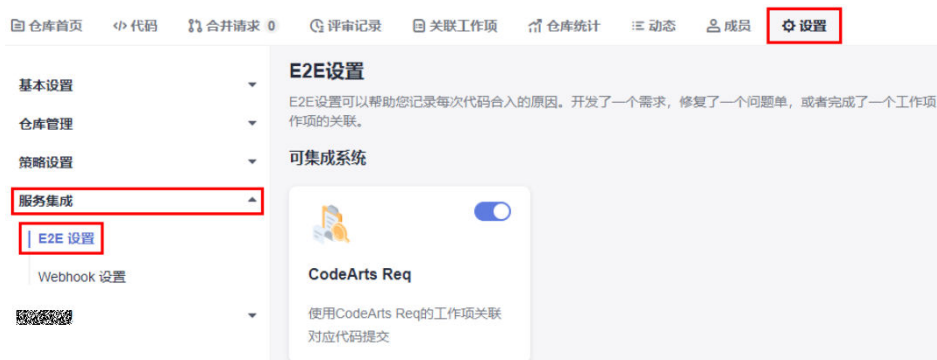 仓库首页 </> 代码 合并请求 0 评审记录 关联工作项 仓库统计 动态 成员 设置
基本设置
仓库管理
策略设置
服务集成
E2E 设置
Webhook 设置
E2E设置
E2E设置可以帮助您记录每次代码合入的原因。开发了一个需求，修复了一个问题单，或者完成了一个工作项
作项的关联。
可集成系统
CodeArts Req
使用CodeArts Req的工作项关联
对应代码提交